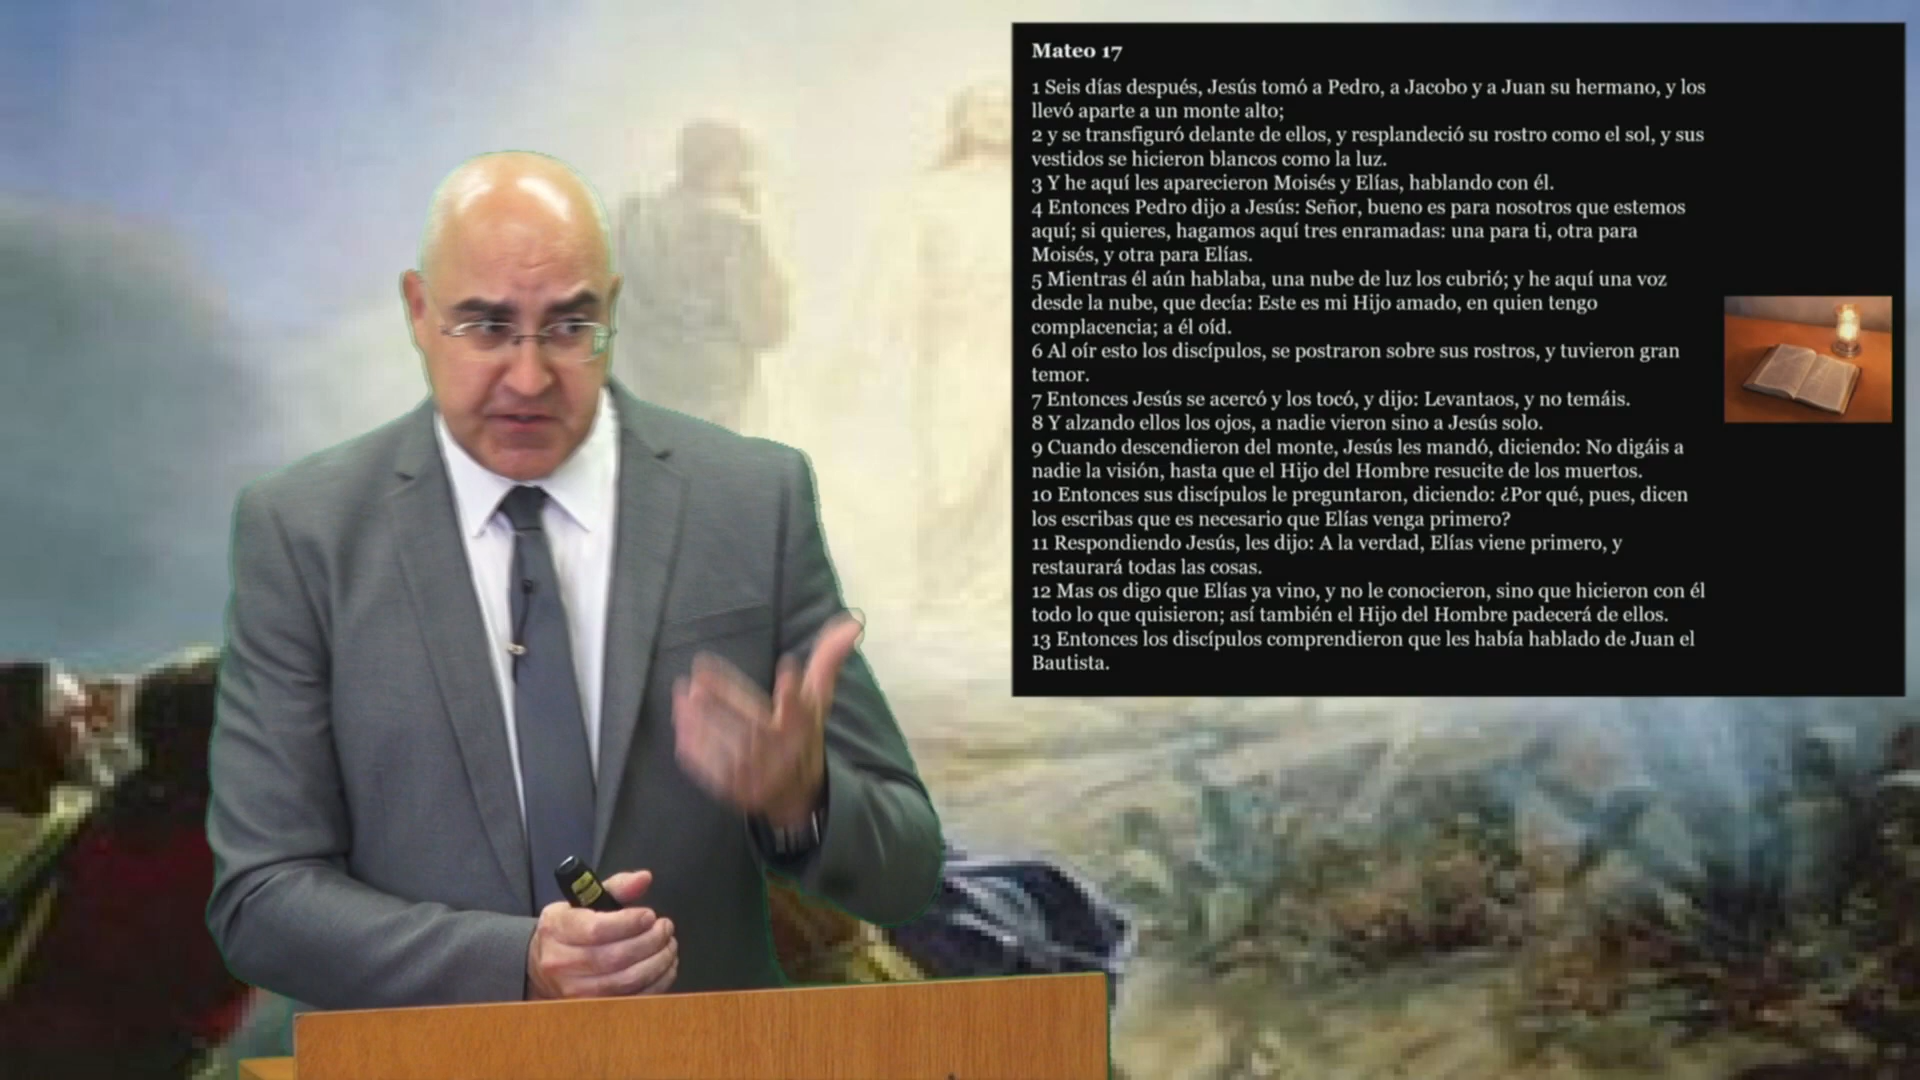 Mateo 17
1 Seis días después, Jesús tomó a Pedro, a Jacobo y a Juan su hermano, y los
llevó aparte a un monte alto;
2 y se transfiguró delante de ellos, y resplandeció su rostro como el sol, y sus
vestidos se hicieron blancos como la luz.
3 Y he aquí les aparecieron Moisés y Elías, hablando con él.
4 Entonces Pedro dijo a Jesús: Señor, bueno es para nosotros que estemos
aquí; si quieres, hagamos aquí tres enramadas: una para ti, otra para
Moisés, y otra para Elías.
5 Mientras él aún hablaba, una nube de luz los cubrió; y he aquí una voz
desde la nube, que decía: Este es mi Hijo amado, en quien tengo
complacencia; a él oíd.
6 Al oír esto los discípulos, se postraron sobre sus rostros, y tuvieron gran
temor.
7 Entonces Jesús se acercó y los tocó, y dijo: Levantaos, y no temáis.
8 Y alzando ellos los ojos, a nadie vieron sino a Jesús solo.
9 Cuando descendieron del monte, Jesús les mandó, diciendo: No digáis a
nadie la visión, hasta que el Hijo del Hombre resucite de los muertos.
10 Entonces sus discípulos le preguntaron, diciendo: ¿Por qué, pues, dicen
los escribas que es necesario que Elías venga primero?
11 Respondiendo Jesús, les dijo: A la verdad, Elías viene primero, y
restaurará todas las cosas.
12 Mas os digo que Elías ya vino, y no le conocieron, sino que hicieron con él
todo lo que quisieron; así también el Hijo del Hombre padecerá de ellos.
13 Entonces los discípulos comprendieron que les había hablado de Juan el
Bautista.